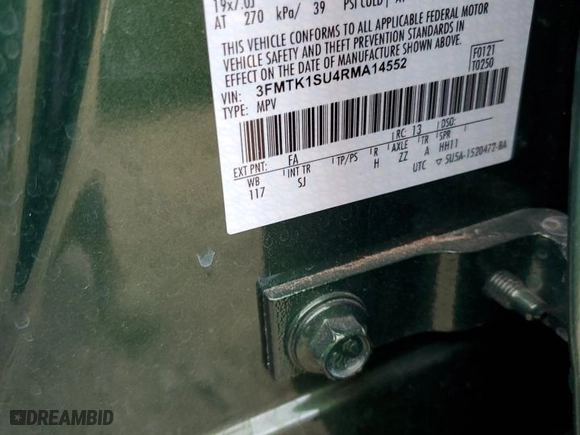 19x7.0J
AT 270 kPa/ 39 PSI COLD
THIS VEHICLE CONFORMS TO ALL APPLICABLE FEDERAL MOTOR
VEHICLE SAFETY AND THEFT PREVENTION STANDARDS IN
EFFECT ON THE DATE OF MANUFACTURE SHOWN ABOVE.
VIN: 3FMTK1SU4RMA14552
TYPE: MPV
F0121
T0250
EXT PNT: FA RC: 13 DSO:
WB INT TR TP/PS R AXLE TR SPR
117 SJ H ZZ A HH11
UTC ▽ SU5A-1520472-BA
DREAMBID